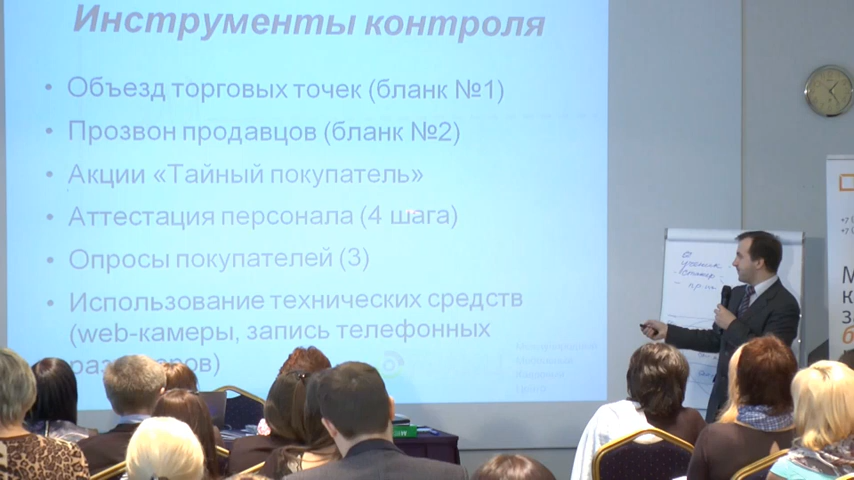 Инструменты контроля
• Объезд торговых точек (бланк №1)
• Прозвон продавцов (бланк №2)
• Акции «Тайный покупатель»
• Аттестация персонала (4 шага)
• Опросы покупателей (3)
• Использование технических средств
(web-камеры, запись телефонных
разговоров)